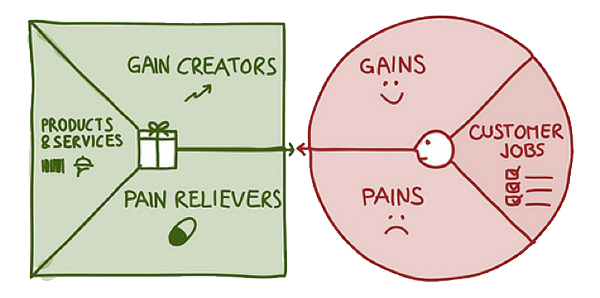 GAIN CREATORS
PRODUCTS
& SERVICES
PAIN RELIEVERS
GAINS
CUSTOMER
JOBS
PAINS